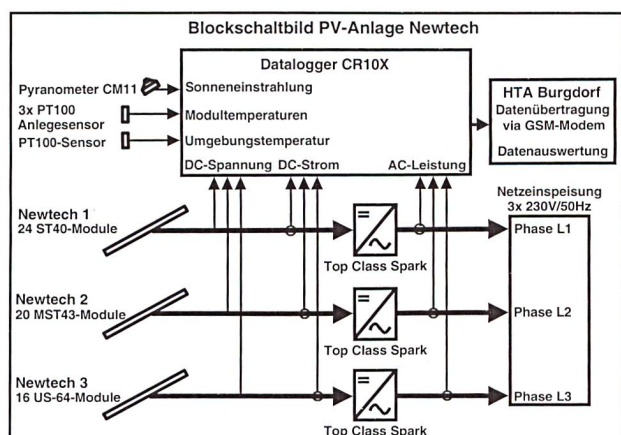 Blockschaltbild PV-Anlage Newtech
Datalogger CR10X
Pyranometer CM11
Sonneneinstrahlung
3x PT100
Anlegesensor
Modultemperaturen
PT100-Sensor
Umgebungstemperatur
DC-Spannung DC-Strom AC-Leistung
HTA Burgdorf
Datenübertragung
via GSM-Modem
Datenauswertung
Netzeinspeisung
3x 230V/50Hz
Newtech 1
24 ST40-Module
Top Class Spark
Phase L1
Newtech 2
20 MST43-Module
Top Class Spark
Phase L2
Newtech 3
16 US-64-Module
Top Class Spark
Phase L3